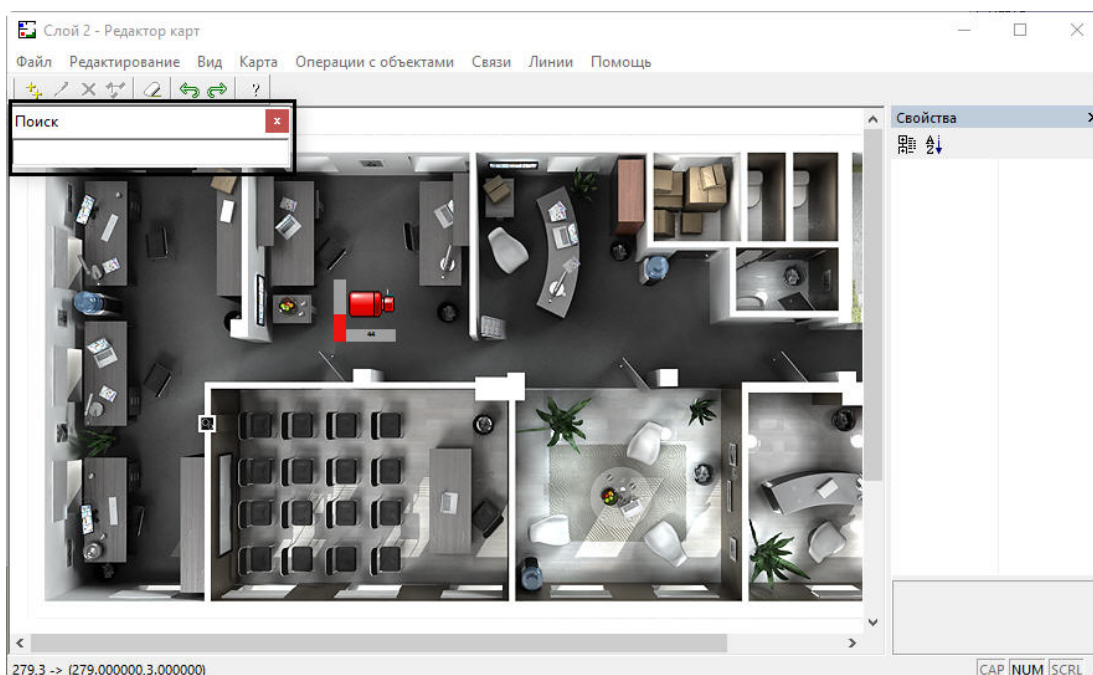 Слой 2 - Редактор карт
Файл Редактирование Вид Карта Операции с объектами Связи Линии Помощь
?
Поиск x
Свойства
A
Z
44
279.3 -> (279.000000,3.000000)
CAP NUM SCRL